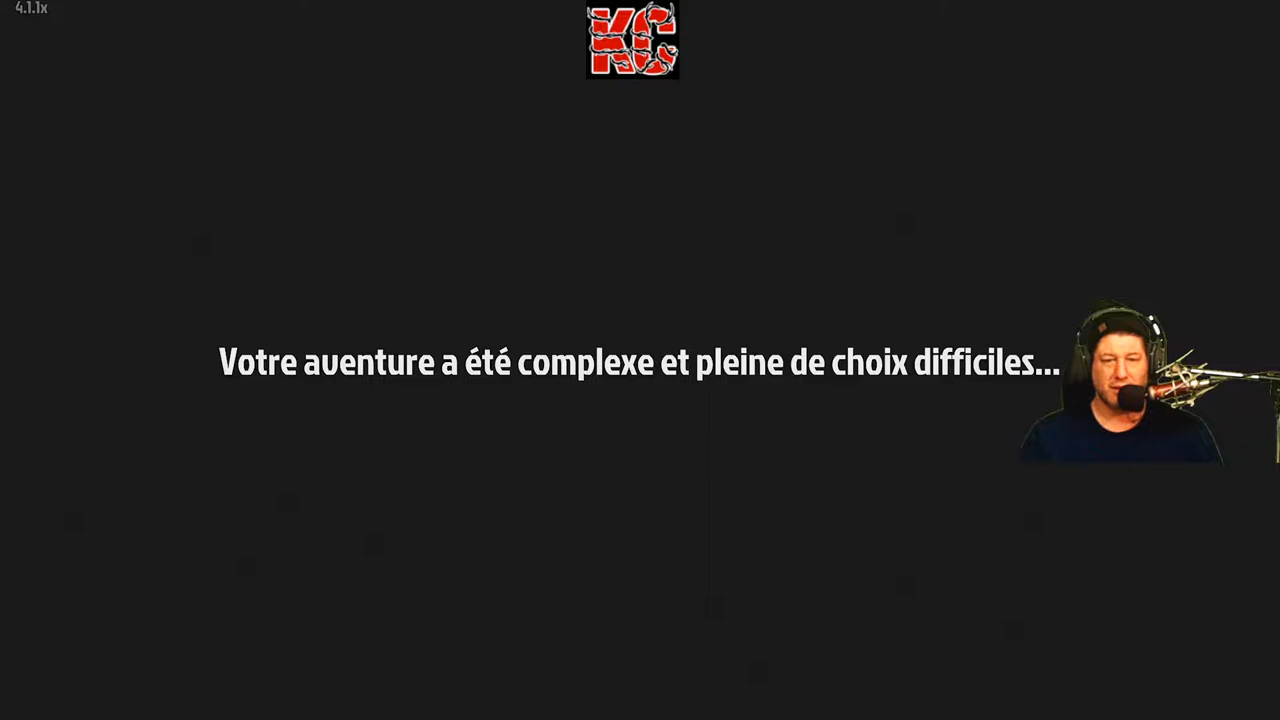 4.1.1x
KC
Votre aventure a été complexe et pleine de choix difficiles...